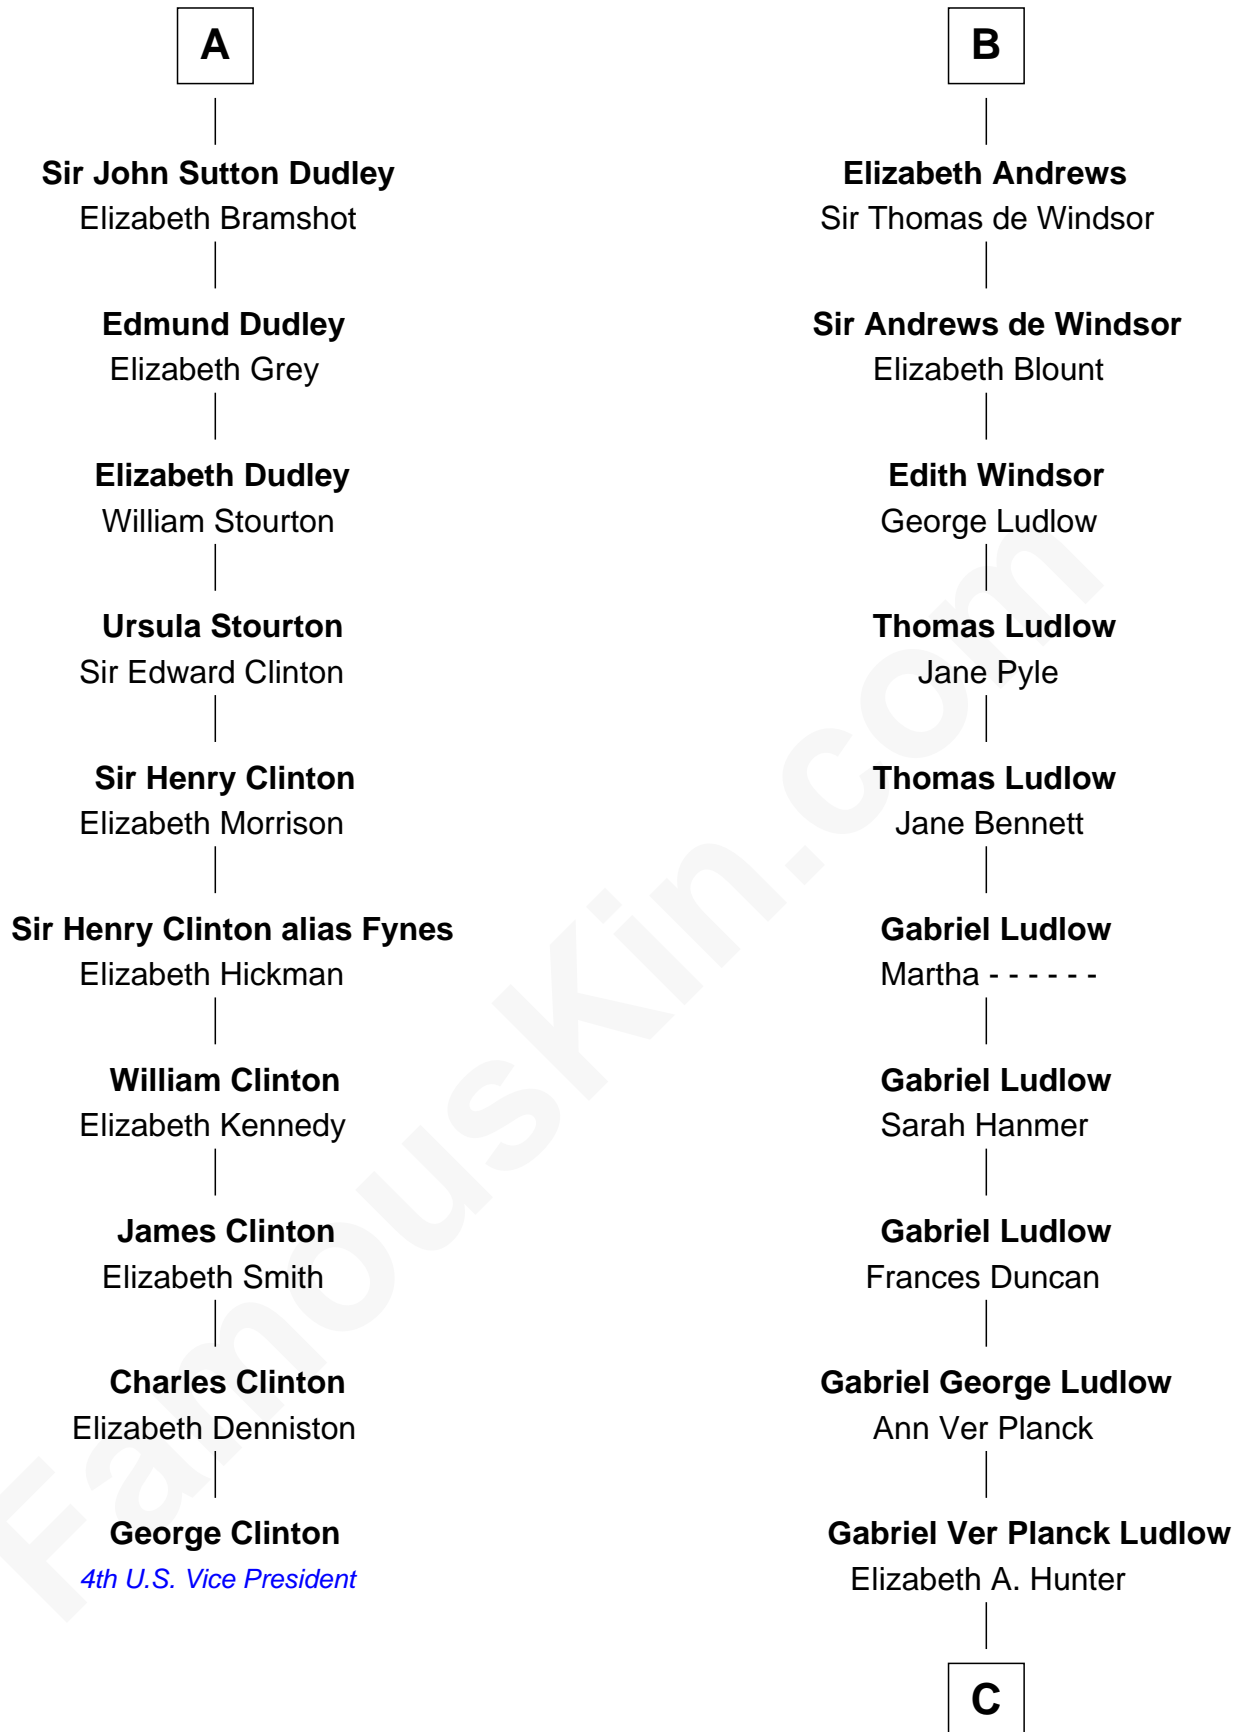 A
Sir John Sutton Dudley
Elizabeth Bramshot
Edmund Dudley
Elizabeth Grey
Elizabeth Dudley
William Stourton
Ursula Stourton
Sir Edward Clinton
Sir Henry Clinton
Elizabeth Morrison
Sir Henry Clinton alias Fynes
Elizabeth Hickman
William Clinton
Elizabeth Kennedy
James Clinton
Elizabeth Smith
Charles Clinton
Elizabeth Denniston
George Clinton
4th U.S. Vice President
B
Elizabeth Andrews
Sir Thomas de Windsor
Sir Andrews de Windsor
Elizabeth Blount
Edith Windsor
George Ludlow
Thomas Ludlow
Jane Pyle
Thomas Ludlow
Jane Bennett
Gabriel Ludlow
Martha - - - - - -
Gabriel Ludlow
Sarah Hanmer
Gabriel Ludlow
Frances Duncan
Gabriel George Ludlow
Ann Ver Planck
Gabriel Ver Planck Ludlow
Elizabeth A. Hunter
C
FamousKin.com